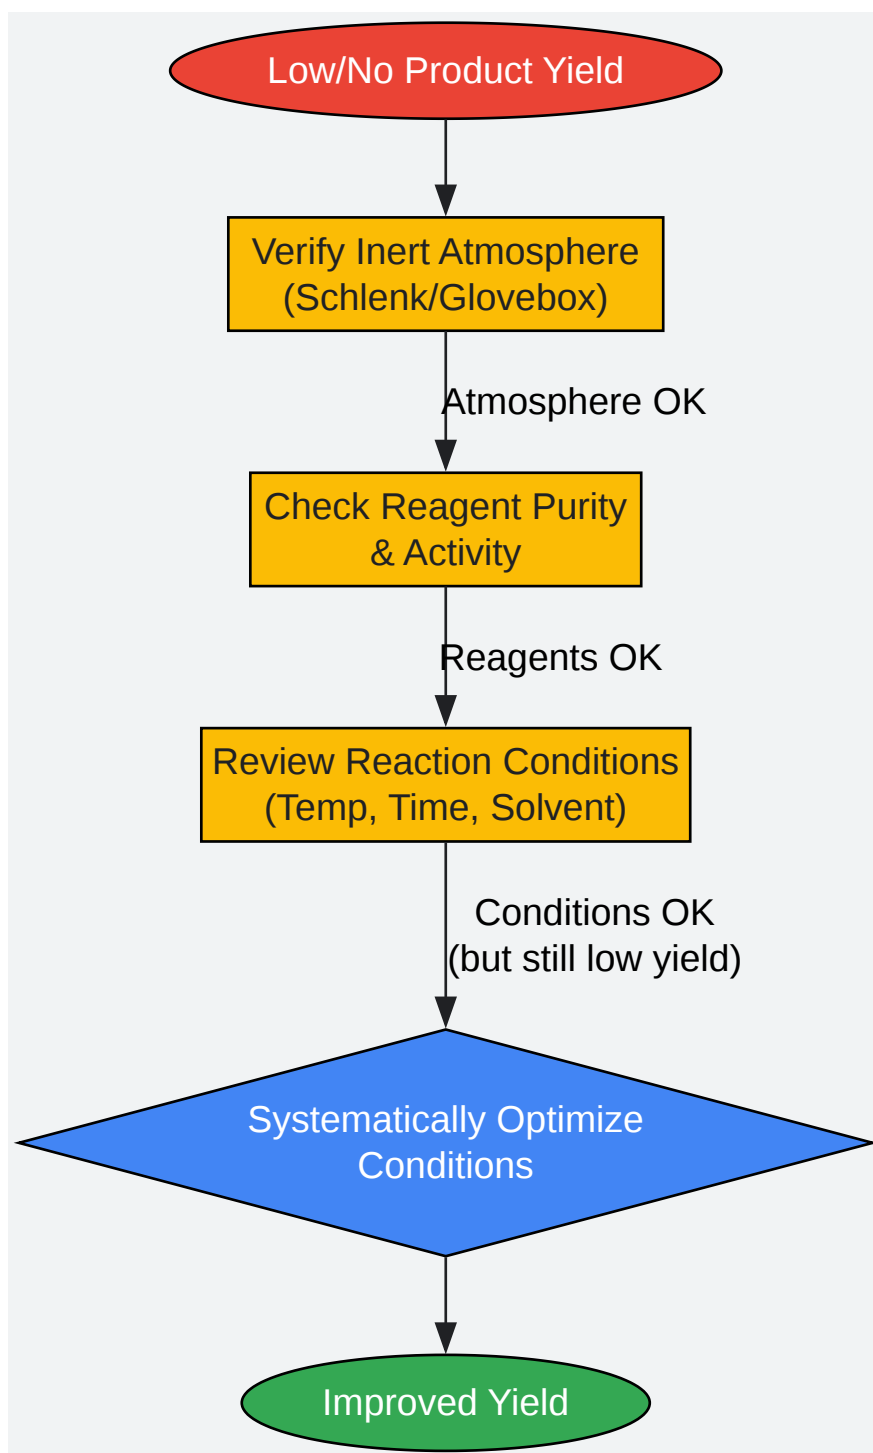 Low/No Product Yield
Verify Inert Atmosphere
(Schlenk/Glovebox)
Atmosphere OK
Check Reagent Purity
& Activity
Reagents OK
Review Reaction Conditions
(Temp, Time, Solvent)
Conditions OK
(but still low yield)
Systematically Optimize
Conditions
Improved Yield